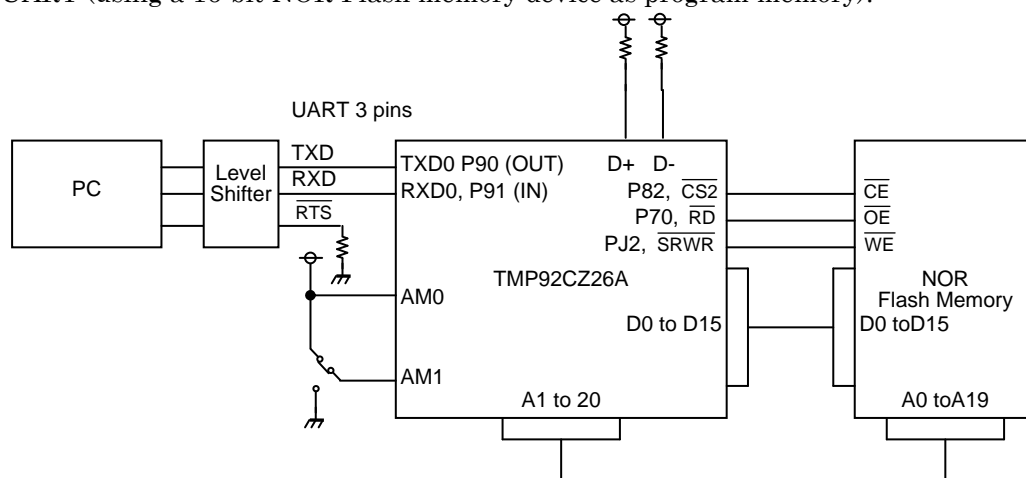 UART (using a 16-bit NOR Flash memory device as program memory).
UART 3 pins
PC
Level
Shifter
TXD
RXD
RTS
TXD0 P90 (OUT)
RXD0, P91 (IN)
D+ D-
P82, CS2
P70, RD
PJ2, SRWR
CE
OE
WE
TMP92CZ26A
NOR
Flash Memory
AM0
D0 to D15
D0 toD15
AM1
A1 to 20
A0 toA19